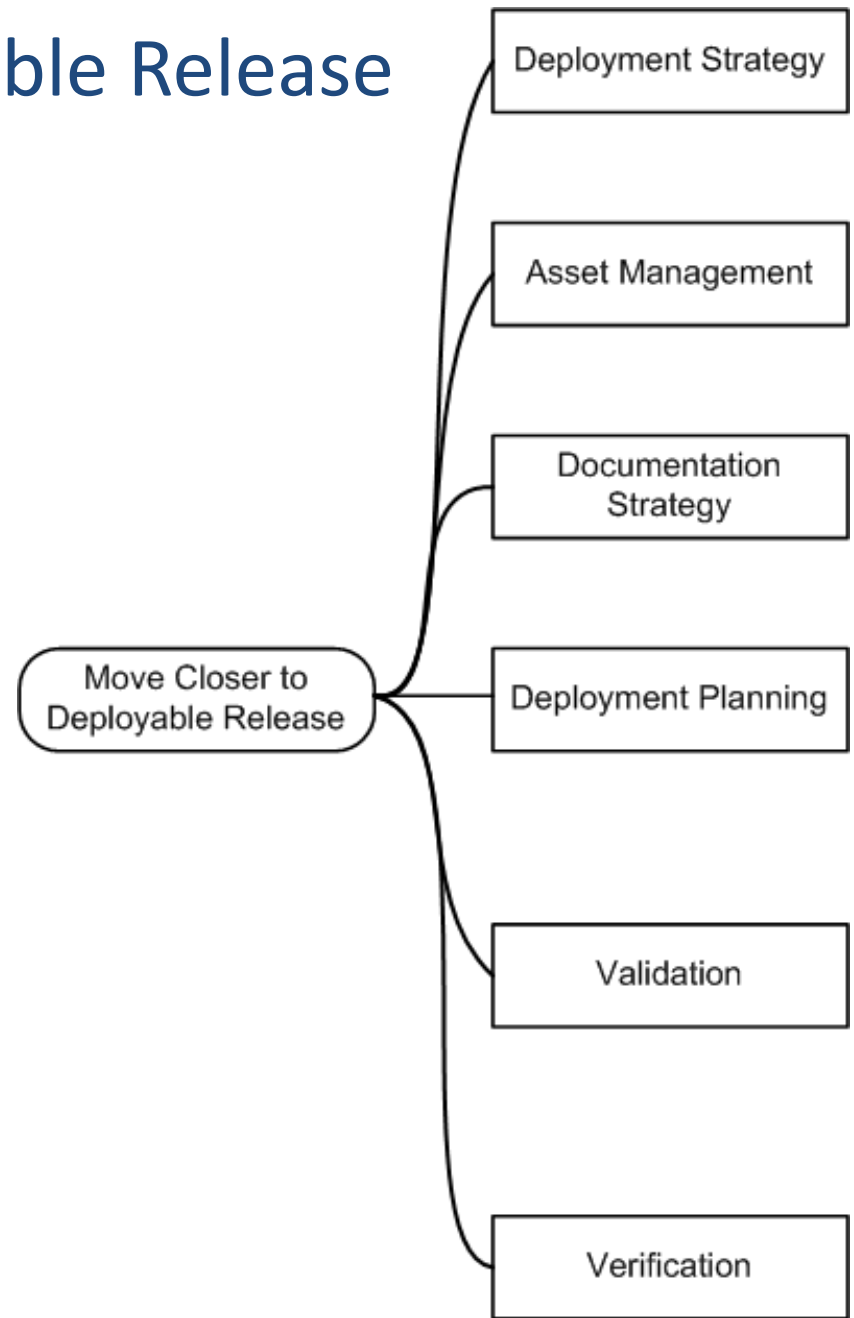 ble Release
Deployment Strategy
Asset Management
Documentation
Strategy
Move Closer to
Deployable Release
Deployment Planning
Validation
Verification